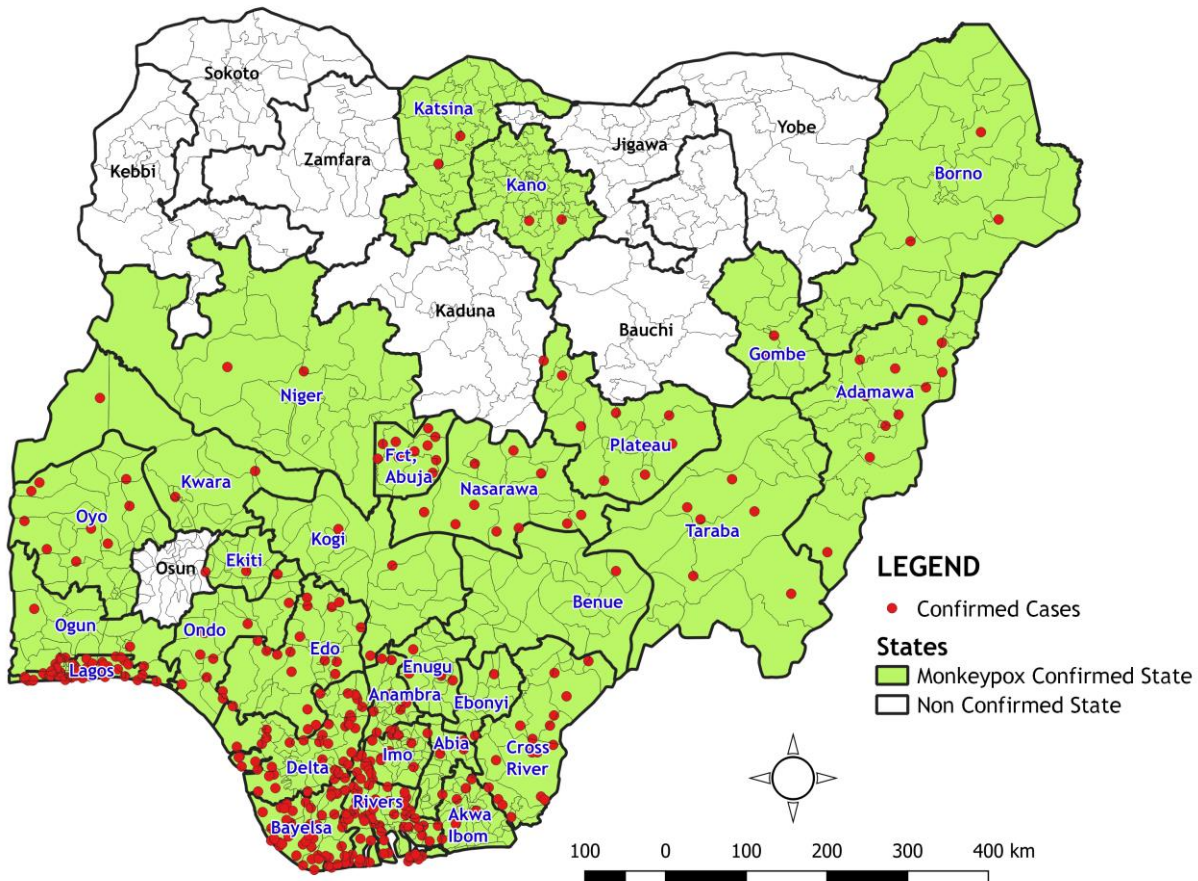 Sokoto
Katsina
Yobe
Jigawa
Zamfara
Kebbi
Borno
Kano
Kaduna
Bauchi
Gombe
Niger
Adamawa
Plateau
Fct,
Abuja
Nasarawa
Kwara
Oyo
Taraba
Kogi
Ekiti
Osun
Benue
Ogun
Ondo
Edo
Enugu
Lagos
Anambra
Ebonyi
Abia
Cross
River
Imo
Delta
Rivers
Bayelsa
Akwa
Ibom
LEGEND
Confirmed Cases
States
Monkeypox Confirmed State
Non Confirmed State
100 0 100 200 300 400 km